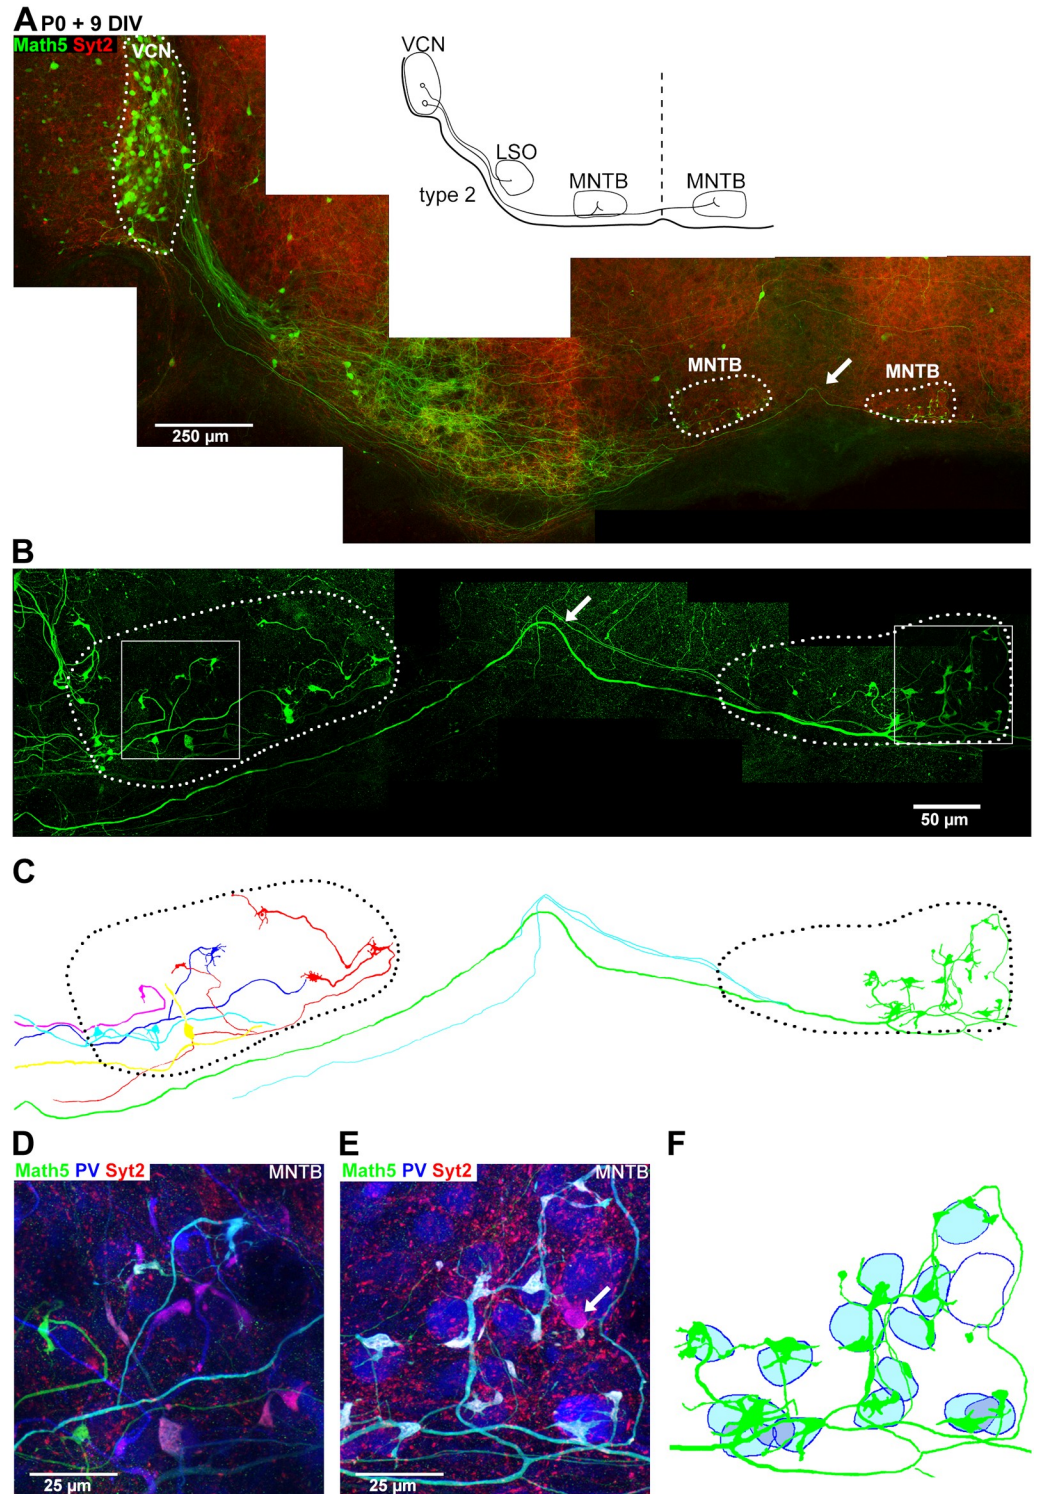 A P0 + 9 DIV
Math5 Syt2
VCN
VCN
LSO
MNTB
MNTB
type 2
MNTB
MNTB
250 µm
B
50 µm
C
D
Math5 PV Syt2
MNTB
25 µm
E
Math5 PV Syt2
MNTB
25 µm
F